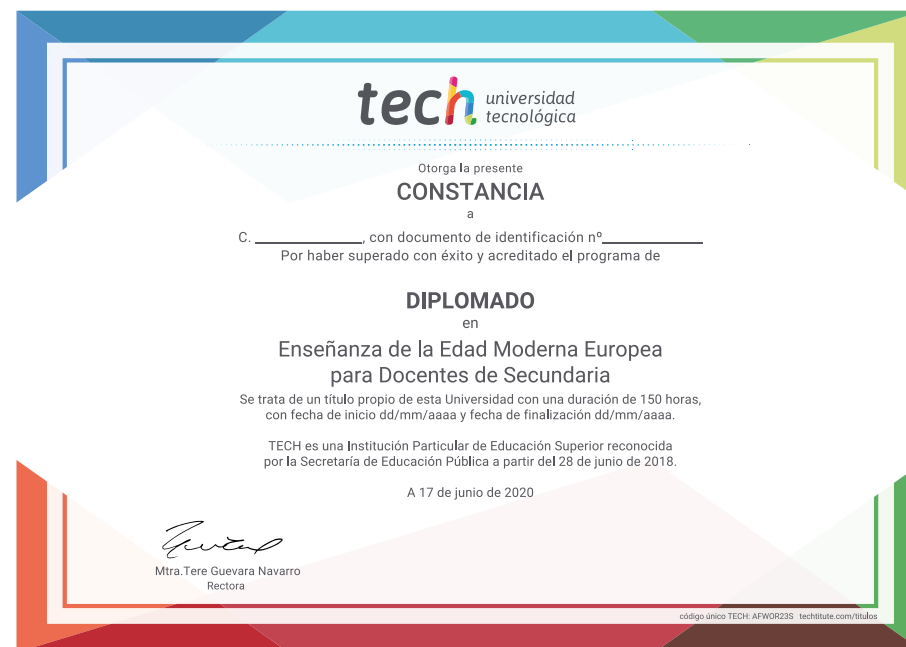 tech universidad
tecnológica
Otorga la presente
CONSTANCIA
a
C. ____________, con documento de identificación nº____________
Por haber superado con éxito y acreditado el programa de
DIPLOMADO
en
Enseñanza de la Edad Moderna Europea
para Docentes de Secundaria
Se trata de un título propio de esta Universidad con una duración de 150 horas,
con fecha de inicio dd/mm/aaaa y fecha de finalización dd/mm/aaaa.
TECH es una Institución Particular de Educación Superior reconocida
por la Secretaría de Educación Pública a partir del 28 de junio de 2018.
A 17 de junio de 2020
Mtra.Tere Guevara Navarro
Rectora
código único TECH: AFWOR23S techtitute.com/titulos